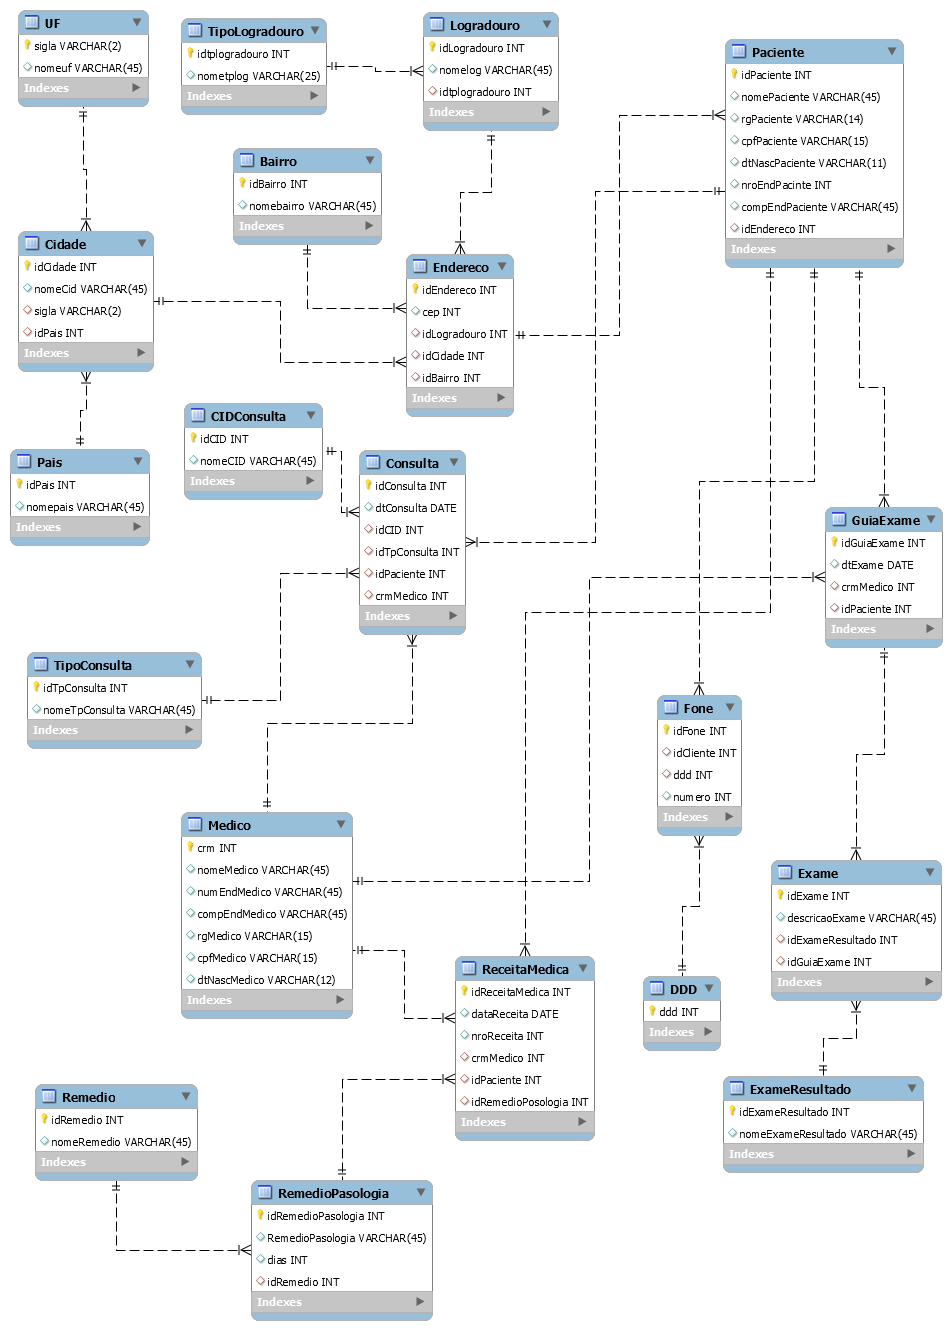 UF
sigla VARCHAR(2)
nomeuf VARCHAR(45)
Indexes
TipoLogradouro
idtplogradouro INT
nometplog VARCHAR(25)
Indexes
Logradouro
idLogradouro INT
nomelog VARCHAR(45)
idtplogradouro INT
Indexes
Paciente
idPaciente INT
nomePaciente VARCHAR(45)
rgPaciente VARCHAR(14)
cpfPaciente VARCHAR(15)
dtNascPaciente VARCHAR(11)
nroEndPacinte INT
compEndPaciente VARCHAR(45)
idEndereco INT
Indexes
Bairro
idBairro INT
nomebairro VARCHAR(45)
Indexes
Cidade
idCidade INT
nomeCid VARCHAR(45)
sigla VARCHAR(2)
idPais INT
Indexes
Endereco
idEndereco INT
cep INT
idLogradouro INT
idCidade INT
idBairro INT
Indexes
CIDConsulta
idCID INT
nomeCID VARCHAR(45)
Indexes
Pais
idPais INT
nomepais VARCHAR(45)
Indexes
Consulta
idConsulta INT
dtConsulta DATE
idCID INT
idTpConsulta INT
idPaciente INT
crmMedico INT
Indexes
GuiaExame
idGuiaExame INT
dtExame DATE
crmMedico INT
idPaciente INT
Indexes
TipoConsulta
idTpConsulta INT
nomeTpConsulta VARCHAR(45)
Indexes
Fone
idFone INT
idCliente INT
ddd INT
numero INT
Indexes
Medico
crm INT
nomeMedico VARCHAR(45)
numEndMedico VARCHAR(45)
compEndMedico VARCHAR(45)
rgMedico VARCHAR(15)
cpfMedico VARCHAR(15)
dtNascMedico VARCHAR(12)
Indexes
Exame
idExame INT
descricaoExame VARCHAR(45)
idExameResultado INT
idGuiaExame INT
Indexes
ReceitaMedica
idReceitaMedica INT
dataReceita DATE
nroReceita INT
crmMedico INT
idPaciente INT
idRemedioPosologia INT
Indexes
DDD
ddd INT
Indexes
ExameResultado
idExameResultado INT
nomeExameResultado VARCHAR(45)
Indexes
Remedio
idRemedio INT
nomeRemedio VARCHAR(45)
Indexes
RemedioPasologia
idRemedioPasologia INT
RemedioPasologia VARCHAR(45)
dias INT
idRemedio INT
Indexes